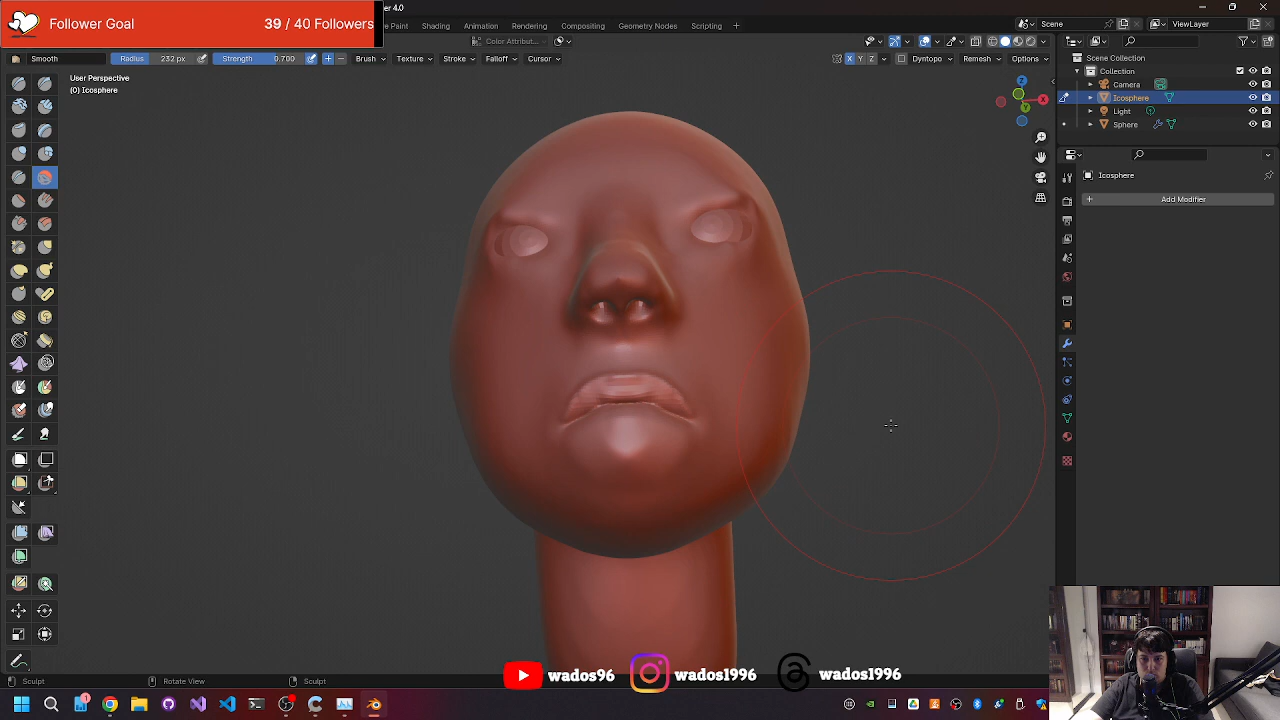 Follower Goal 39 / 40 Followers
er 4.0
e Paint Shading Animation Rendering Compositing Geometry Nodes Scripting +
Scene ViewLayer
Color Attribut...
Smooth Radius 232 px Strength 0.700 Brush Texture Stroke Falloff Cursor X Y Z Dyntopo Remesh Options
User Perspective
(0) Icosphere
Scene Collection
Collection
Camera
Icosphere
Light
Sphere
Z
X
Y
Icosphere
Add Modifier
wados96 wados1996 wados1996
Sculpt Rotate View Sculpt